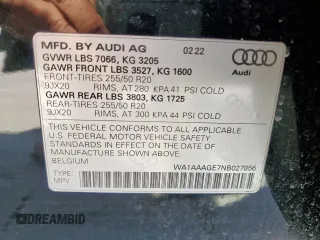 MFD. BY AUDI AG 02 22
GVWR LBS 7066, KG 3205
GAWR FRONT LBS 3527, KG 1600
FRONT-TIRES 255/50 R20
9JX20 RIMS, AT 280 KPA 41 PSI COLD
GAWR REAR LBS 3803, KG 1725
REAR-TIRES 255/50 R20
9JX20 RIMS, AT 300 KPA 44 PSI COLD
Audi
THIS VEHICLE CONFORMS TO ALL APPLICABLE
U.S. FEDERAL MOTOR VEHICLE SAFETY
STANDARDS IN EFFECT ON THE DATE OF
MANUFACTURE SHOWN ABOVE.
BELGIUM
TYPE: WA1AAAGE7NB027856
MPV
DREAMBID